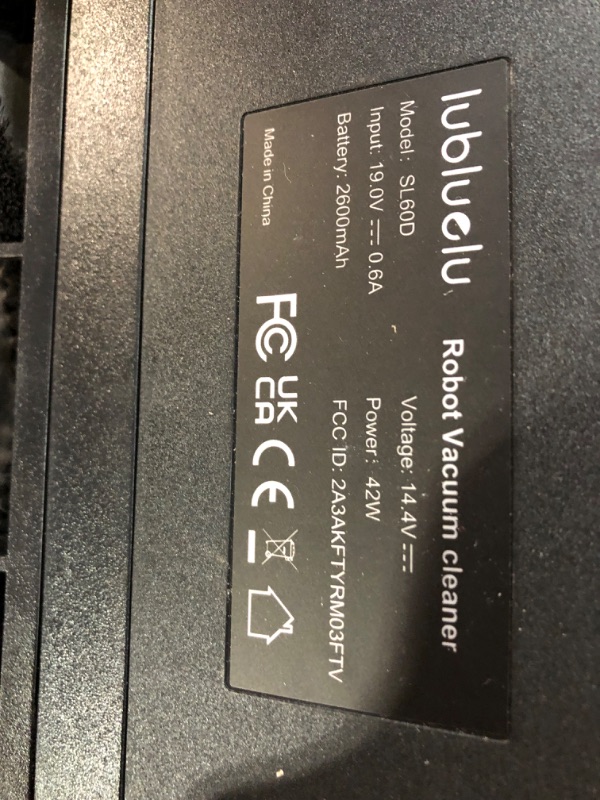 lubluelu Robot Vacuum cleaner
Model: SL60D Voltage: 14.4V ⎓
Input: 19.0V ⎓ 0.6A Power: 42W
Battery: 2600mAh FCC ID: 2A3AKFTYRM03FTV
Made in China
FC UK CA CE